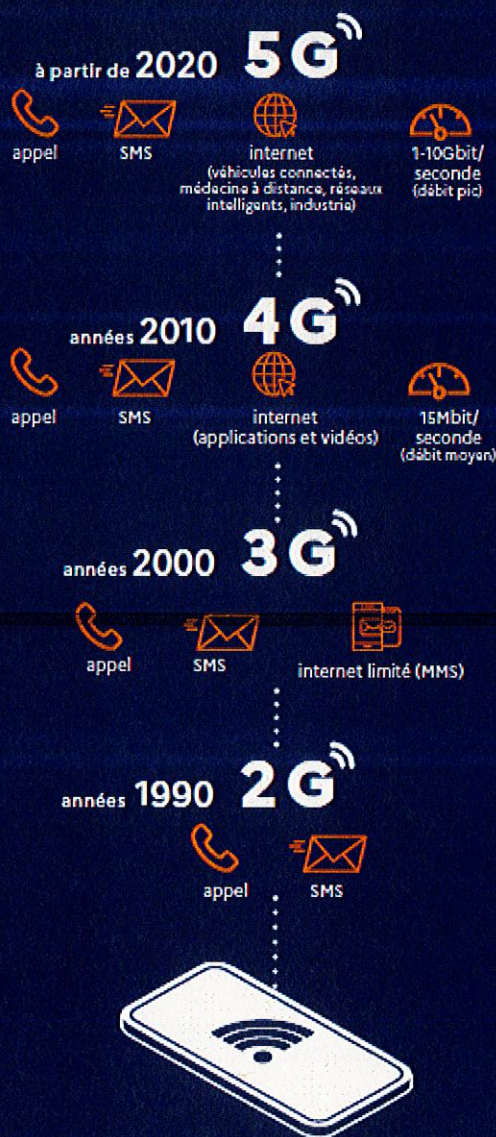 à partir de 2020 5G
appel
SMS
internet
(véhicules connectés,
médecine à distance, réseaux
intelligents, industrie)
1-10Gbit/
seconde
(débit pic)
années 2010 4G
appel
SMS
internet
(applications et vidéos)
15Mbit/
seconde
(débit moyen)
années 2000 3G
appel
SMS
internet limité (MMS)
années 1990 2G
appel
SMS